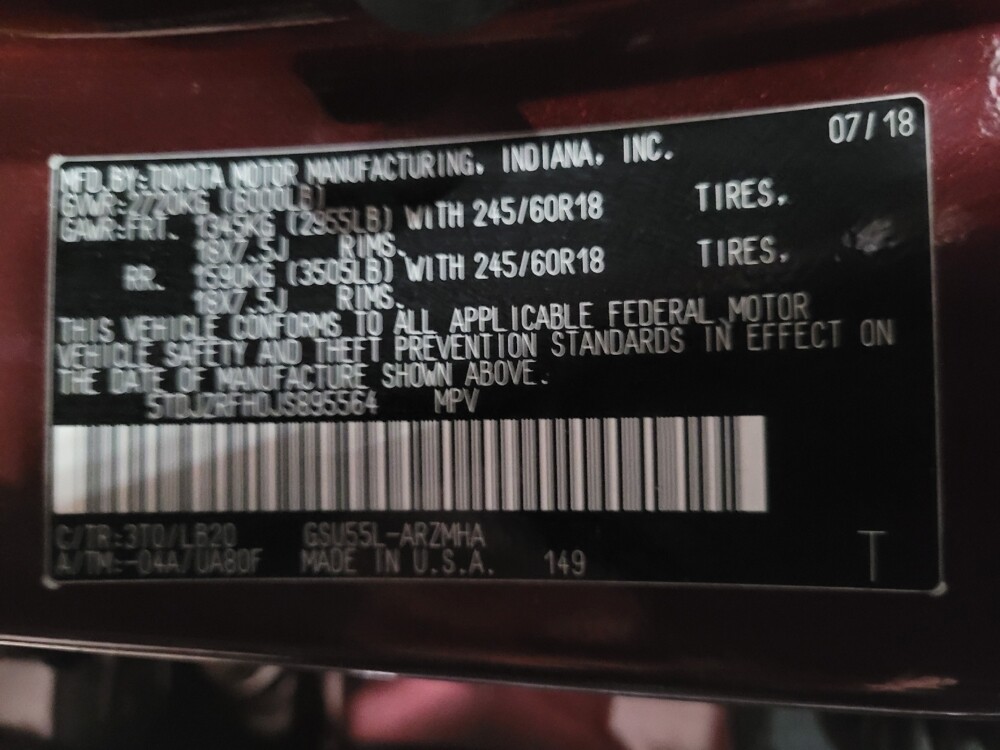 07/18
MFD.BY:TOYOTA MOTOR MANUFACTURING, INDIANA, INC.
GVWR:2720KG (6000LB)
GAWR:FRT. 1345KG (2955LB) WITH 245/60R18 TIRES,
18X7.5J RIMS,
RR. 1590KG (3505LB) WITH 245/60R18 TIRES,
18X7.5J RIMS,
THIS VEHICLE CONFORMS TO ALL APPLICABLE FEDERAL MOTOR
VEHICLE SAFETY AND THEFT PREVENTION STANDARDS IN EFFECT ON
THE DATE OF MANUFACTURE SHOWN ABOVE.
5TDJZRFH0JS895564 MPV
C/TR:3T0/LB20 GSU55L-ARZMHA
A/TM:-04A/UA80F MADE IN U.S.A. 149 T